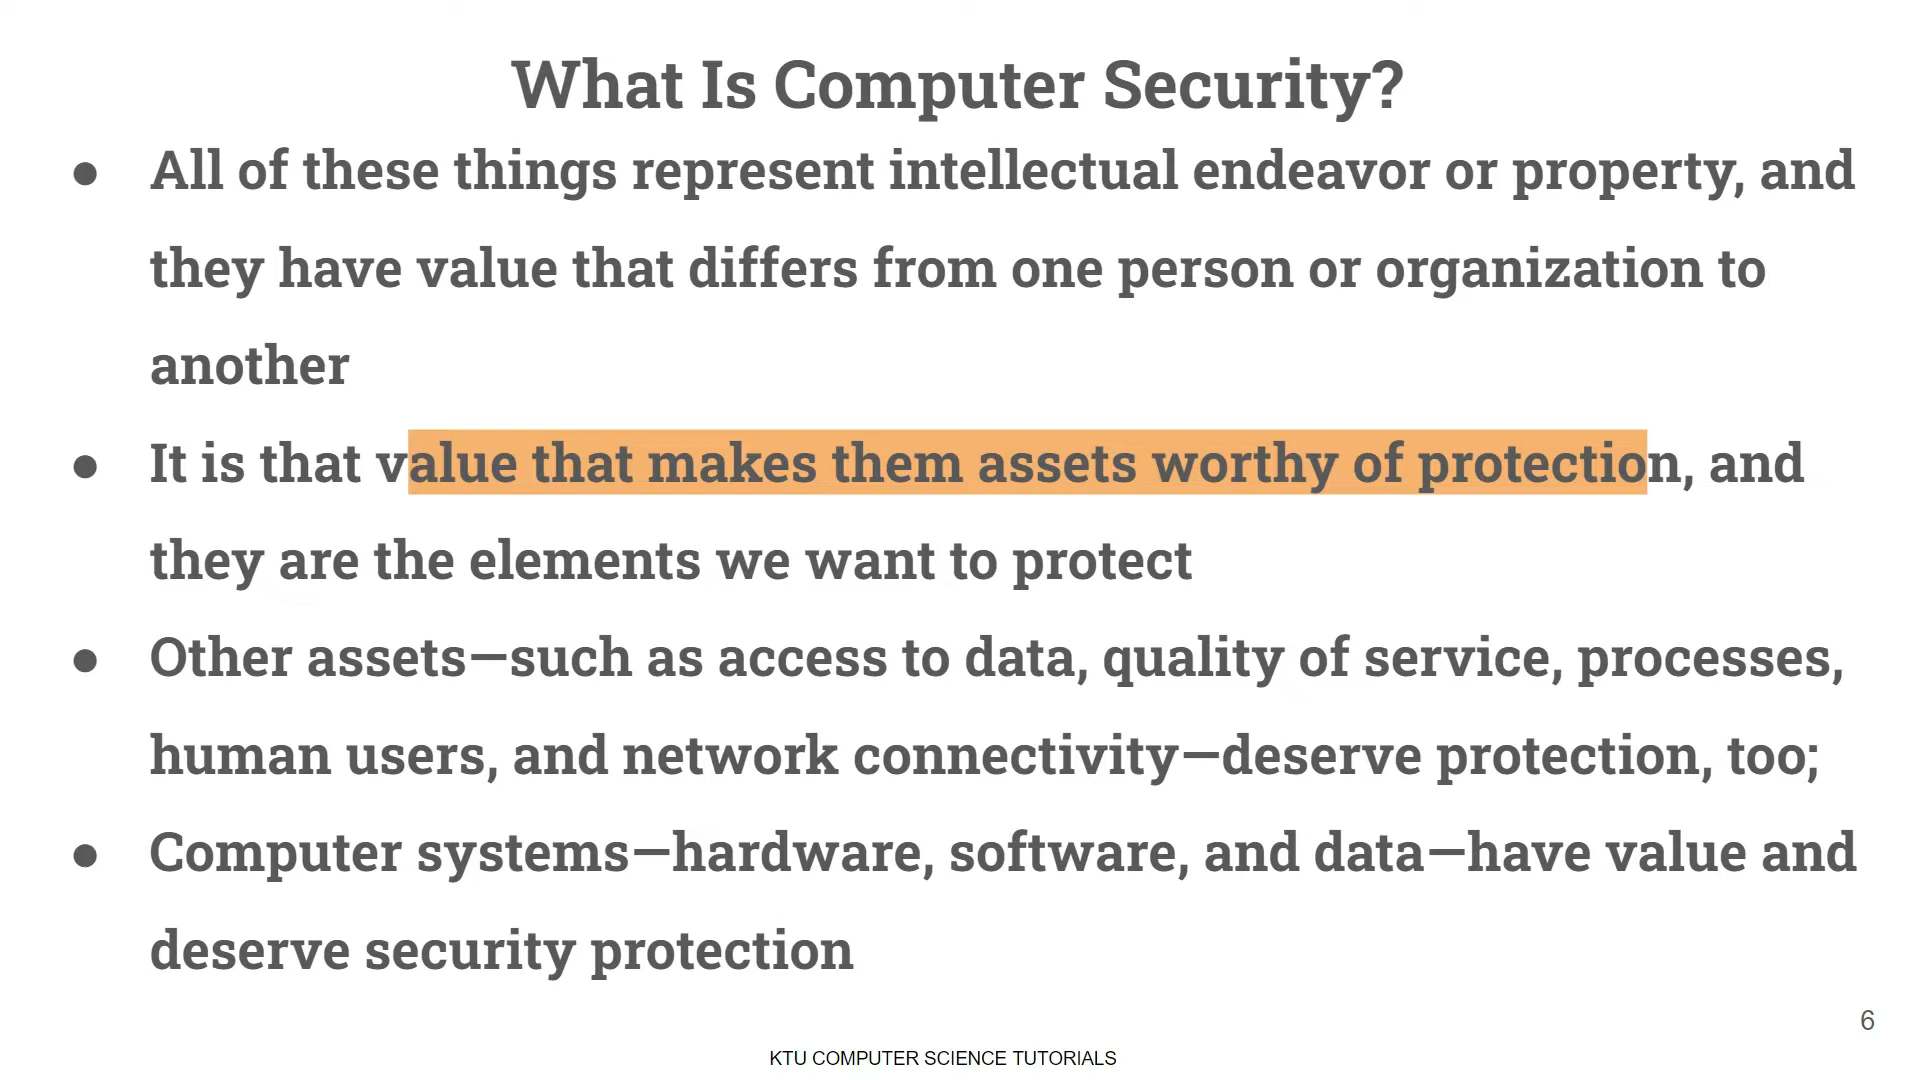 What Is Computer Security?
● All of these things represent intellectual endeavor or property, and
they have value that differs from one person or organization to
another
● It is that value that makes them assets worthy of protection, and
they are the elements we want to protect
● Other assets—such as access to data, quality of service, processes,
human users, and network connectivity—deserve protection, too;
● Computer systems—hardware, software, and data—have value and
deserve security protection
6
KTU COMPUTER SCIENCE TUTORIALS